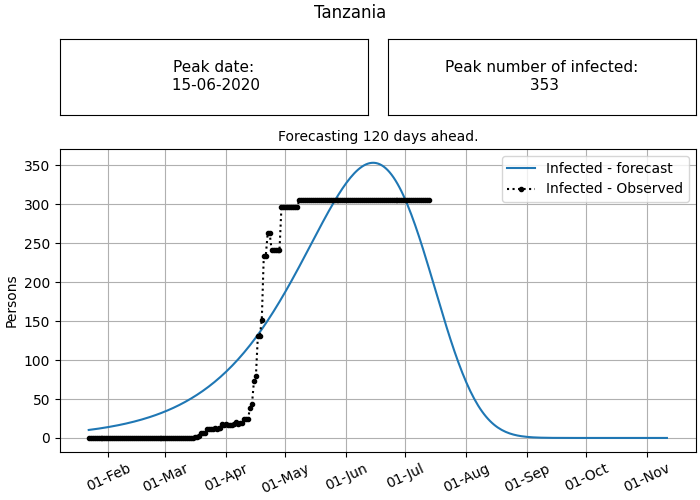 Tanzania
Peak date:
15-06-2020
Peak number of infected:
353
Forecasting 120 days ahead.
Infected - forecast
Infected - Observed
Persons
350
300
250
200
150
100
50
0
01-Feb
01-Mar
01-Apr
01-May
01-Jun
01-Jul
01-Aug
01-Sep
01-Oct
01-Nov